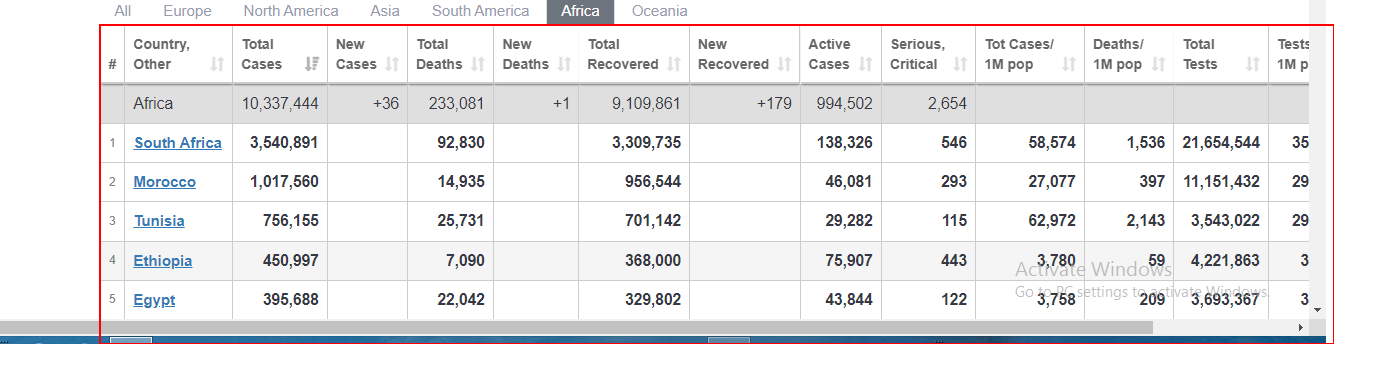 All Europe North America Asia South America Africa Oceania
# Country, Other Total Cases New Cases Total Deaths New Deaths Total Recovered New Recovered Active Cases Serious, Critical Tot Cases/ 1M pop Deaths/ 1M pop Total Tests Tests 1M p
Africa 10,337,444 +36 233,081 +1 9,109,861 +179 994,502 2,654
1 South Africa 3,540,891 92,830 3,309,735 138,326 546 58,574 1,536 21,654,544 35
2 Morocco 1,017,560 14,935 956,544 46,081 293 27,077 397 11,151,432 29
3 Tunisia 756,155 25,731 701,142 29,282 115 62,972 2,143 3,543,022 29
4 Ethiopia 450,997 7,090 368,000 75,907 443 3,780 59 4,221,863 3
Activate Windows
Go to PC settings to activate Windows.
5 Egypt 395,688 22,042 329,802 43,844 122 3,758 209 3,693,367 3